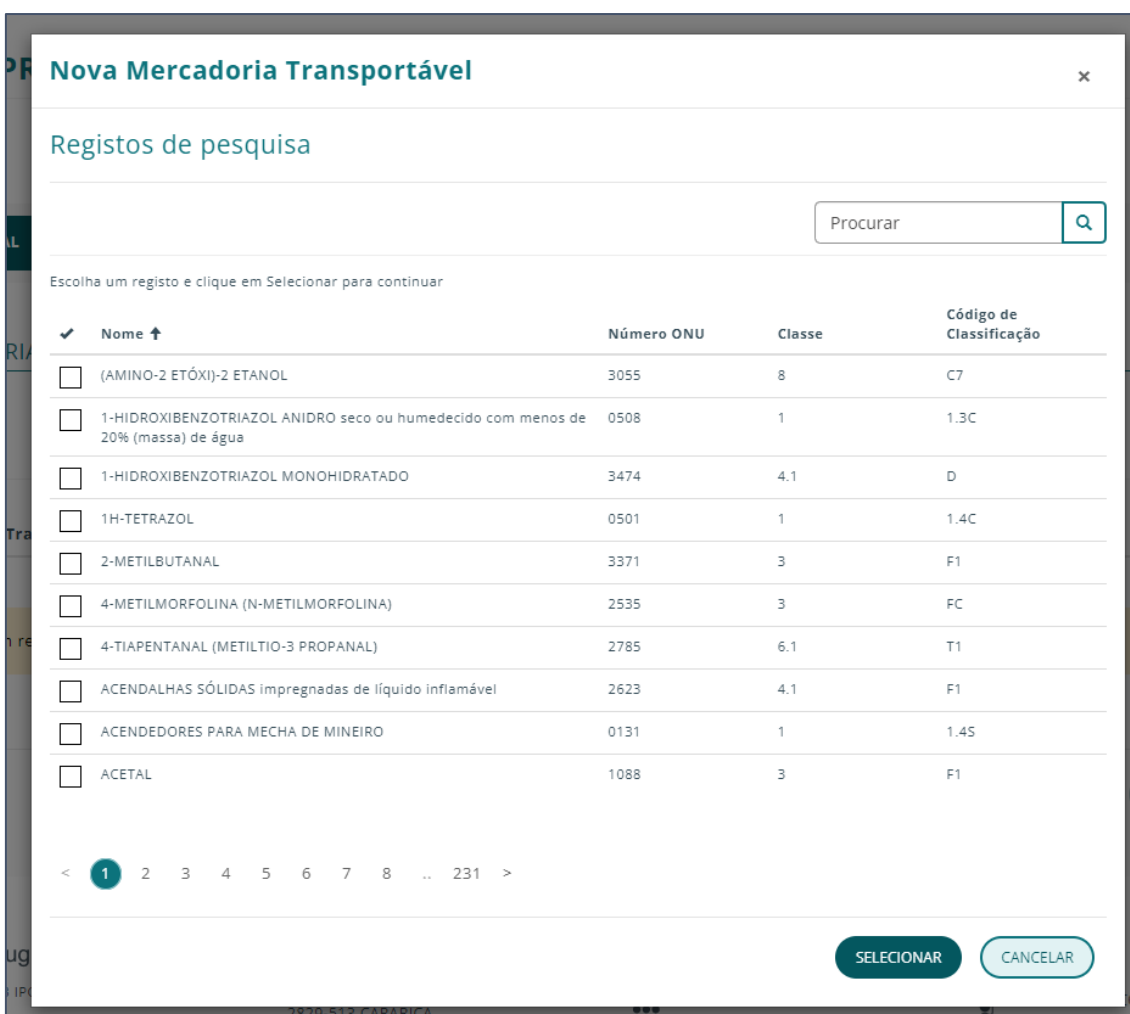 Nova Mercadoria Transportável
×
Registos de pesquisa
Procurar
Escolha um registo e clique em Selecionar para continuar
Nome Número ONU Classe Código de Classificação
(AMINO-2 ETÓXI)-2 ETANOL 3055 8 C7
1-HIDROXIBENZOTRIAZOL ANIDRO seco ou humedecido com menos de 0508 1 1.3C
20% (massa) de água
1-HIDROXIBENZOTRIAZOL MONOHIDRATADO 3474 4.1 D
1H-TETRAZOL 0501 1 1.4C
2-METILBUTANAL 3371 3 F1
4-METILMORFOLINA (N-METILMORFOLINA) 2535 3 FC
4-TIAPENTANAL (METILTIO-3 PROPANAL) 2785 6.1 T1
ACENDALHAS SÓLIDAS impregnadas de líquido inflamável 2623 4.1 F1
ACENDEDORES PARA MECHA DE MINEIRO 0131 1 1.4S
ACETAL 1088 3 F1
< 1 2 3 4 5 6 7 8 .. 231 >
SELECIONAR CANCELAR